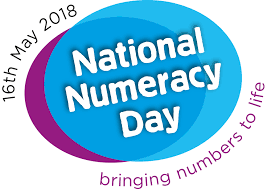 16th May 2018
National
Numeracy
Day
bringing numbers to life